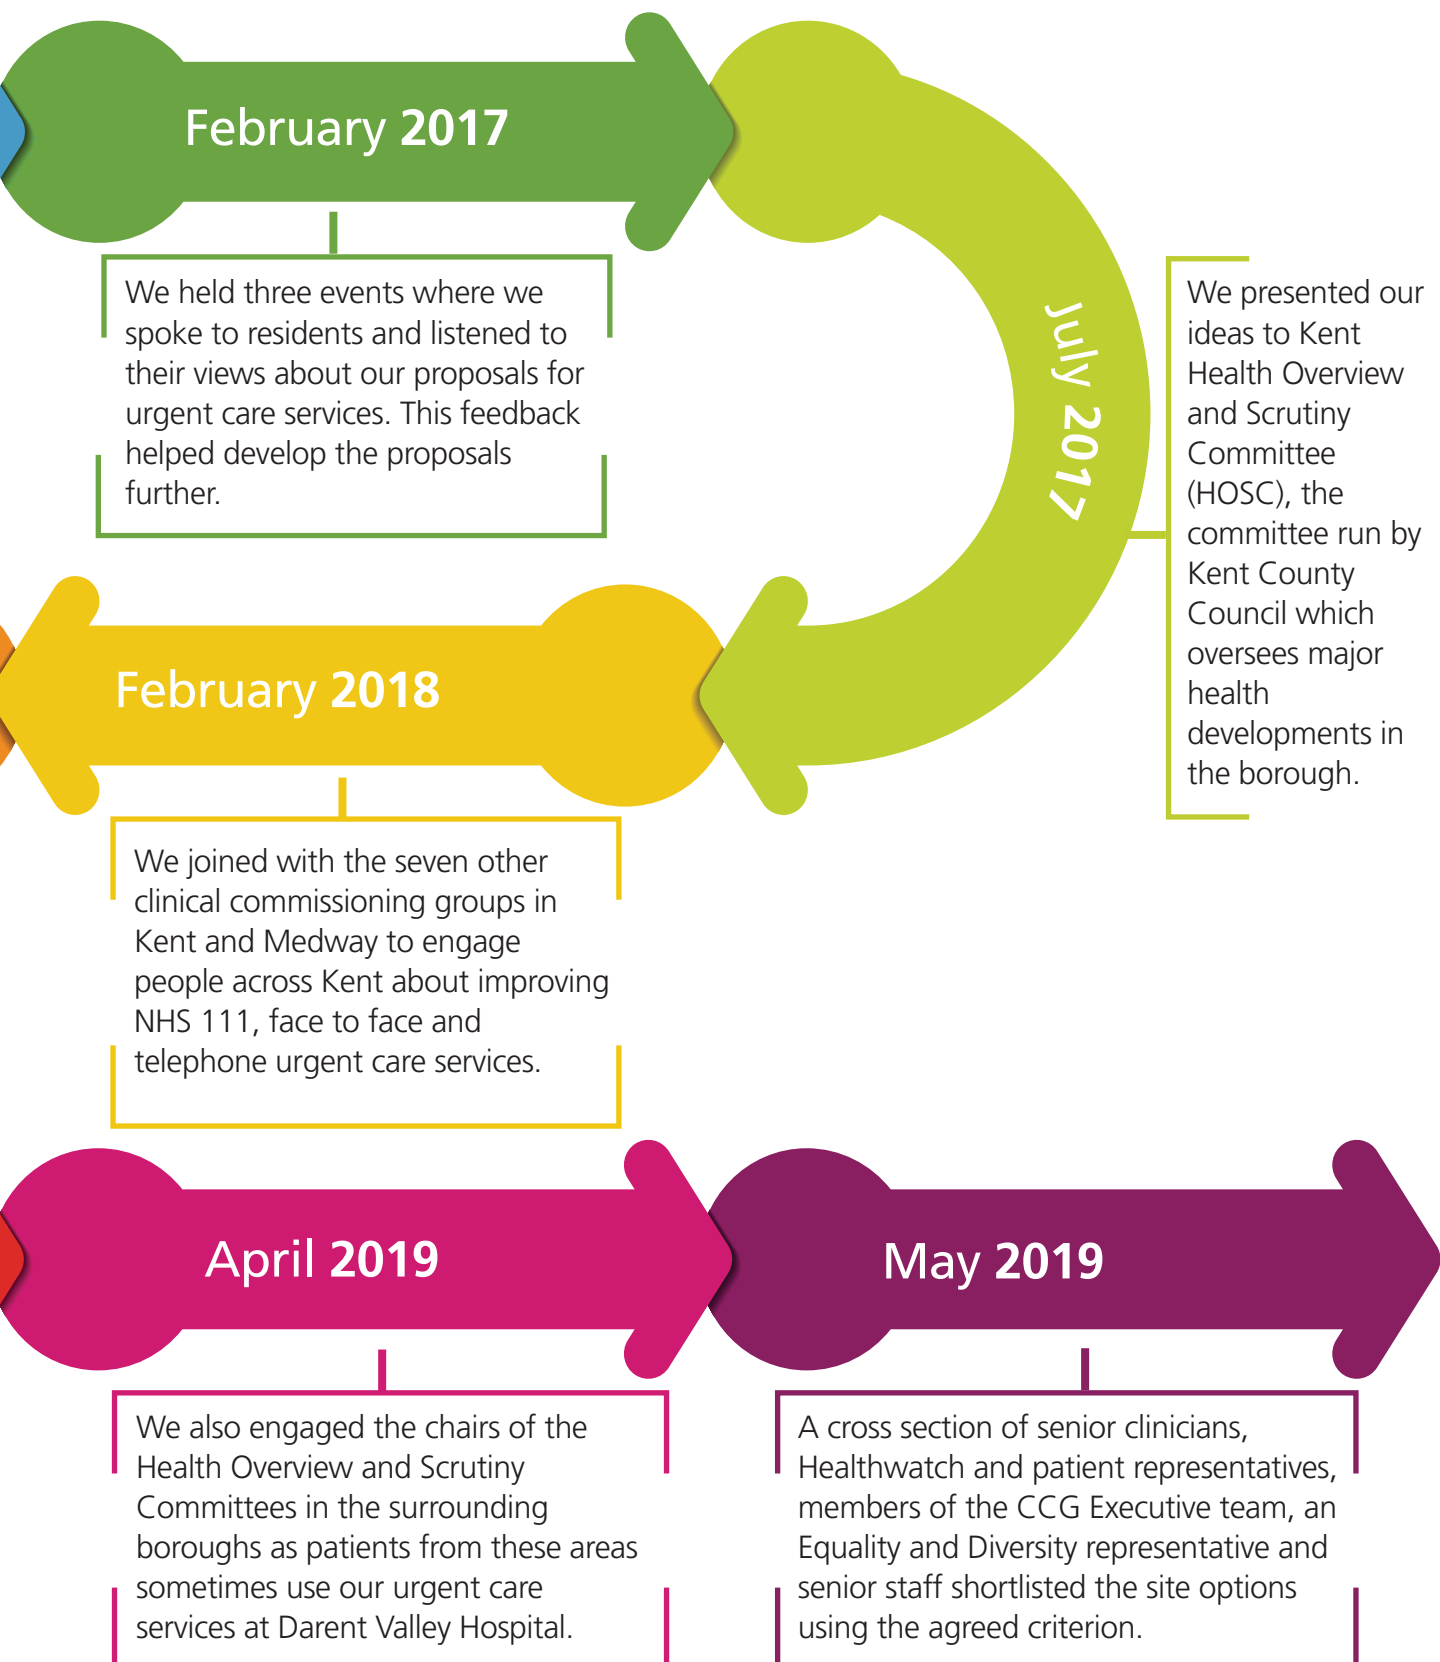 February 2017
We held three events where we
spoke to residents and listened to
their views about our proposals for
urgent care services. This feedback
helped develop the proposals
further.
July 2017
We presented our
ideas to Kent
Health Overview
and Scrutiny
Committee
(HOSC), the
committee run by
Kent County
Council which
oversees major
health
developments in
the borough.
February 2018
We joined with the seven other
clinical commissioning groups in
Kent and Medway to engage
people across Kent about improving
NHS 111, face to face and
telephone urgent care services.
April 2019
We also engaged the chairs of the
Health Overview and Scrutiny
Committees in the surrounding
boroughs as patients from these areas
sometimes use our urgent care
services at Darent Valley Hospital.
May 2019
A cross section of senior clinicians,
Healthwatch and patient representatives,
members of the CCG Executive team, an
Equality and Diversity representative and
senior staff shortlisted the site options
using the agreed criterion.